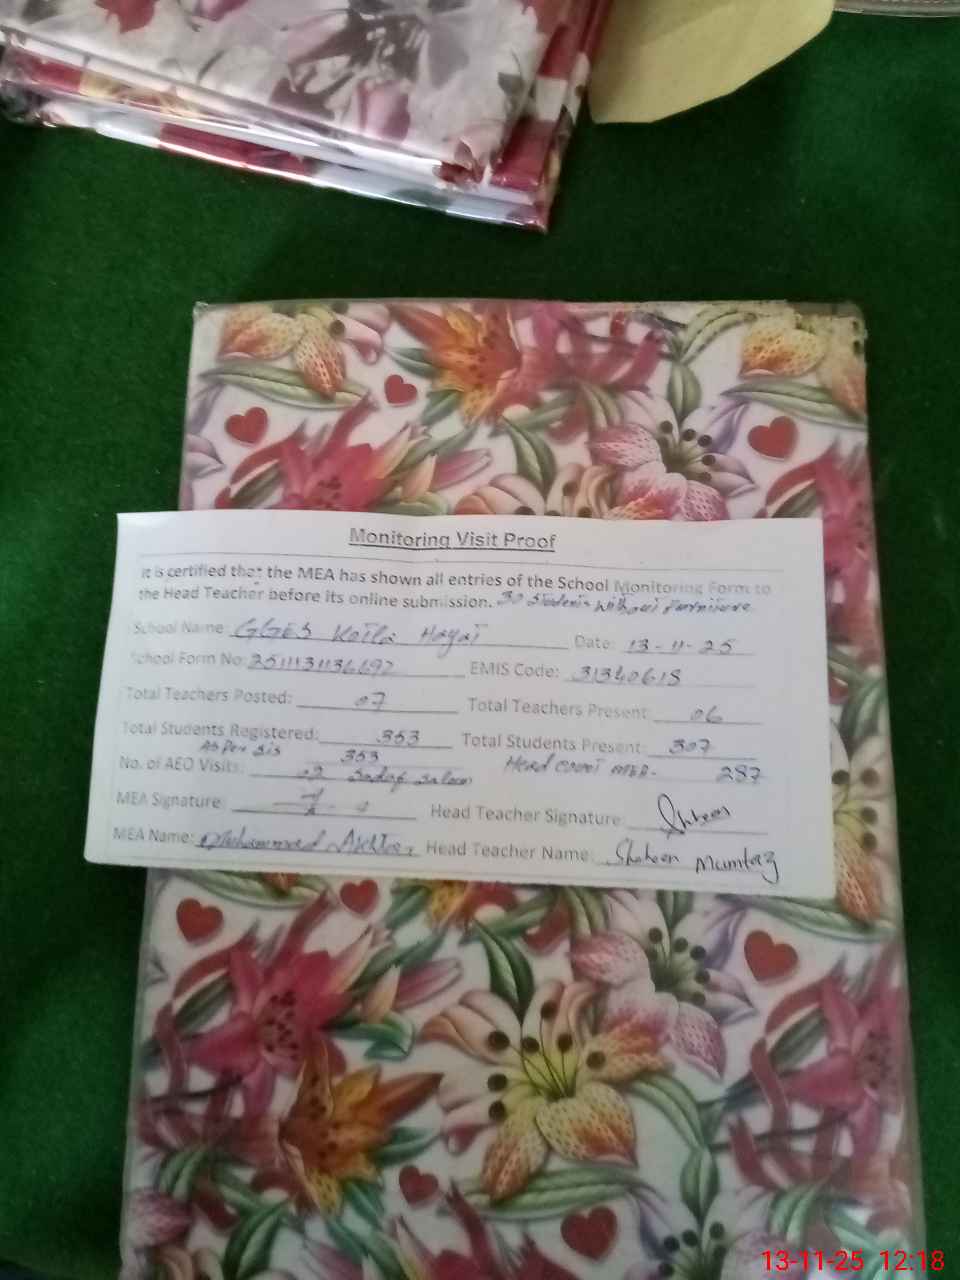 Monitoring Visit Proof
It is certified that the MEA has shown all entries of the School Monitoring Form to
the Head Teacher before its online submission. 30 Students without furniture
School Name: GGES Kotla Hayat Date: 13-11-25
School Form No: EMIS Code: 31340618
Total Teachers Posted: 07 Total Teachers Present: 06
Total Students Registered: 353 Total Students Present: 307
As Per Sis 353 Head count MEA- 287
No. of AEO Visits: 03 Sadaf Saleem
MEA Signature: Head Teacher Signature: Shaheen
MEA Name: Muhammad Akhtar Head Teacher Name: Shaheen Mumtaz
13-11-25 12:18